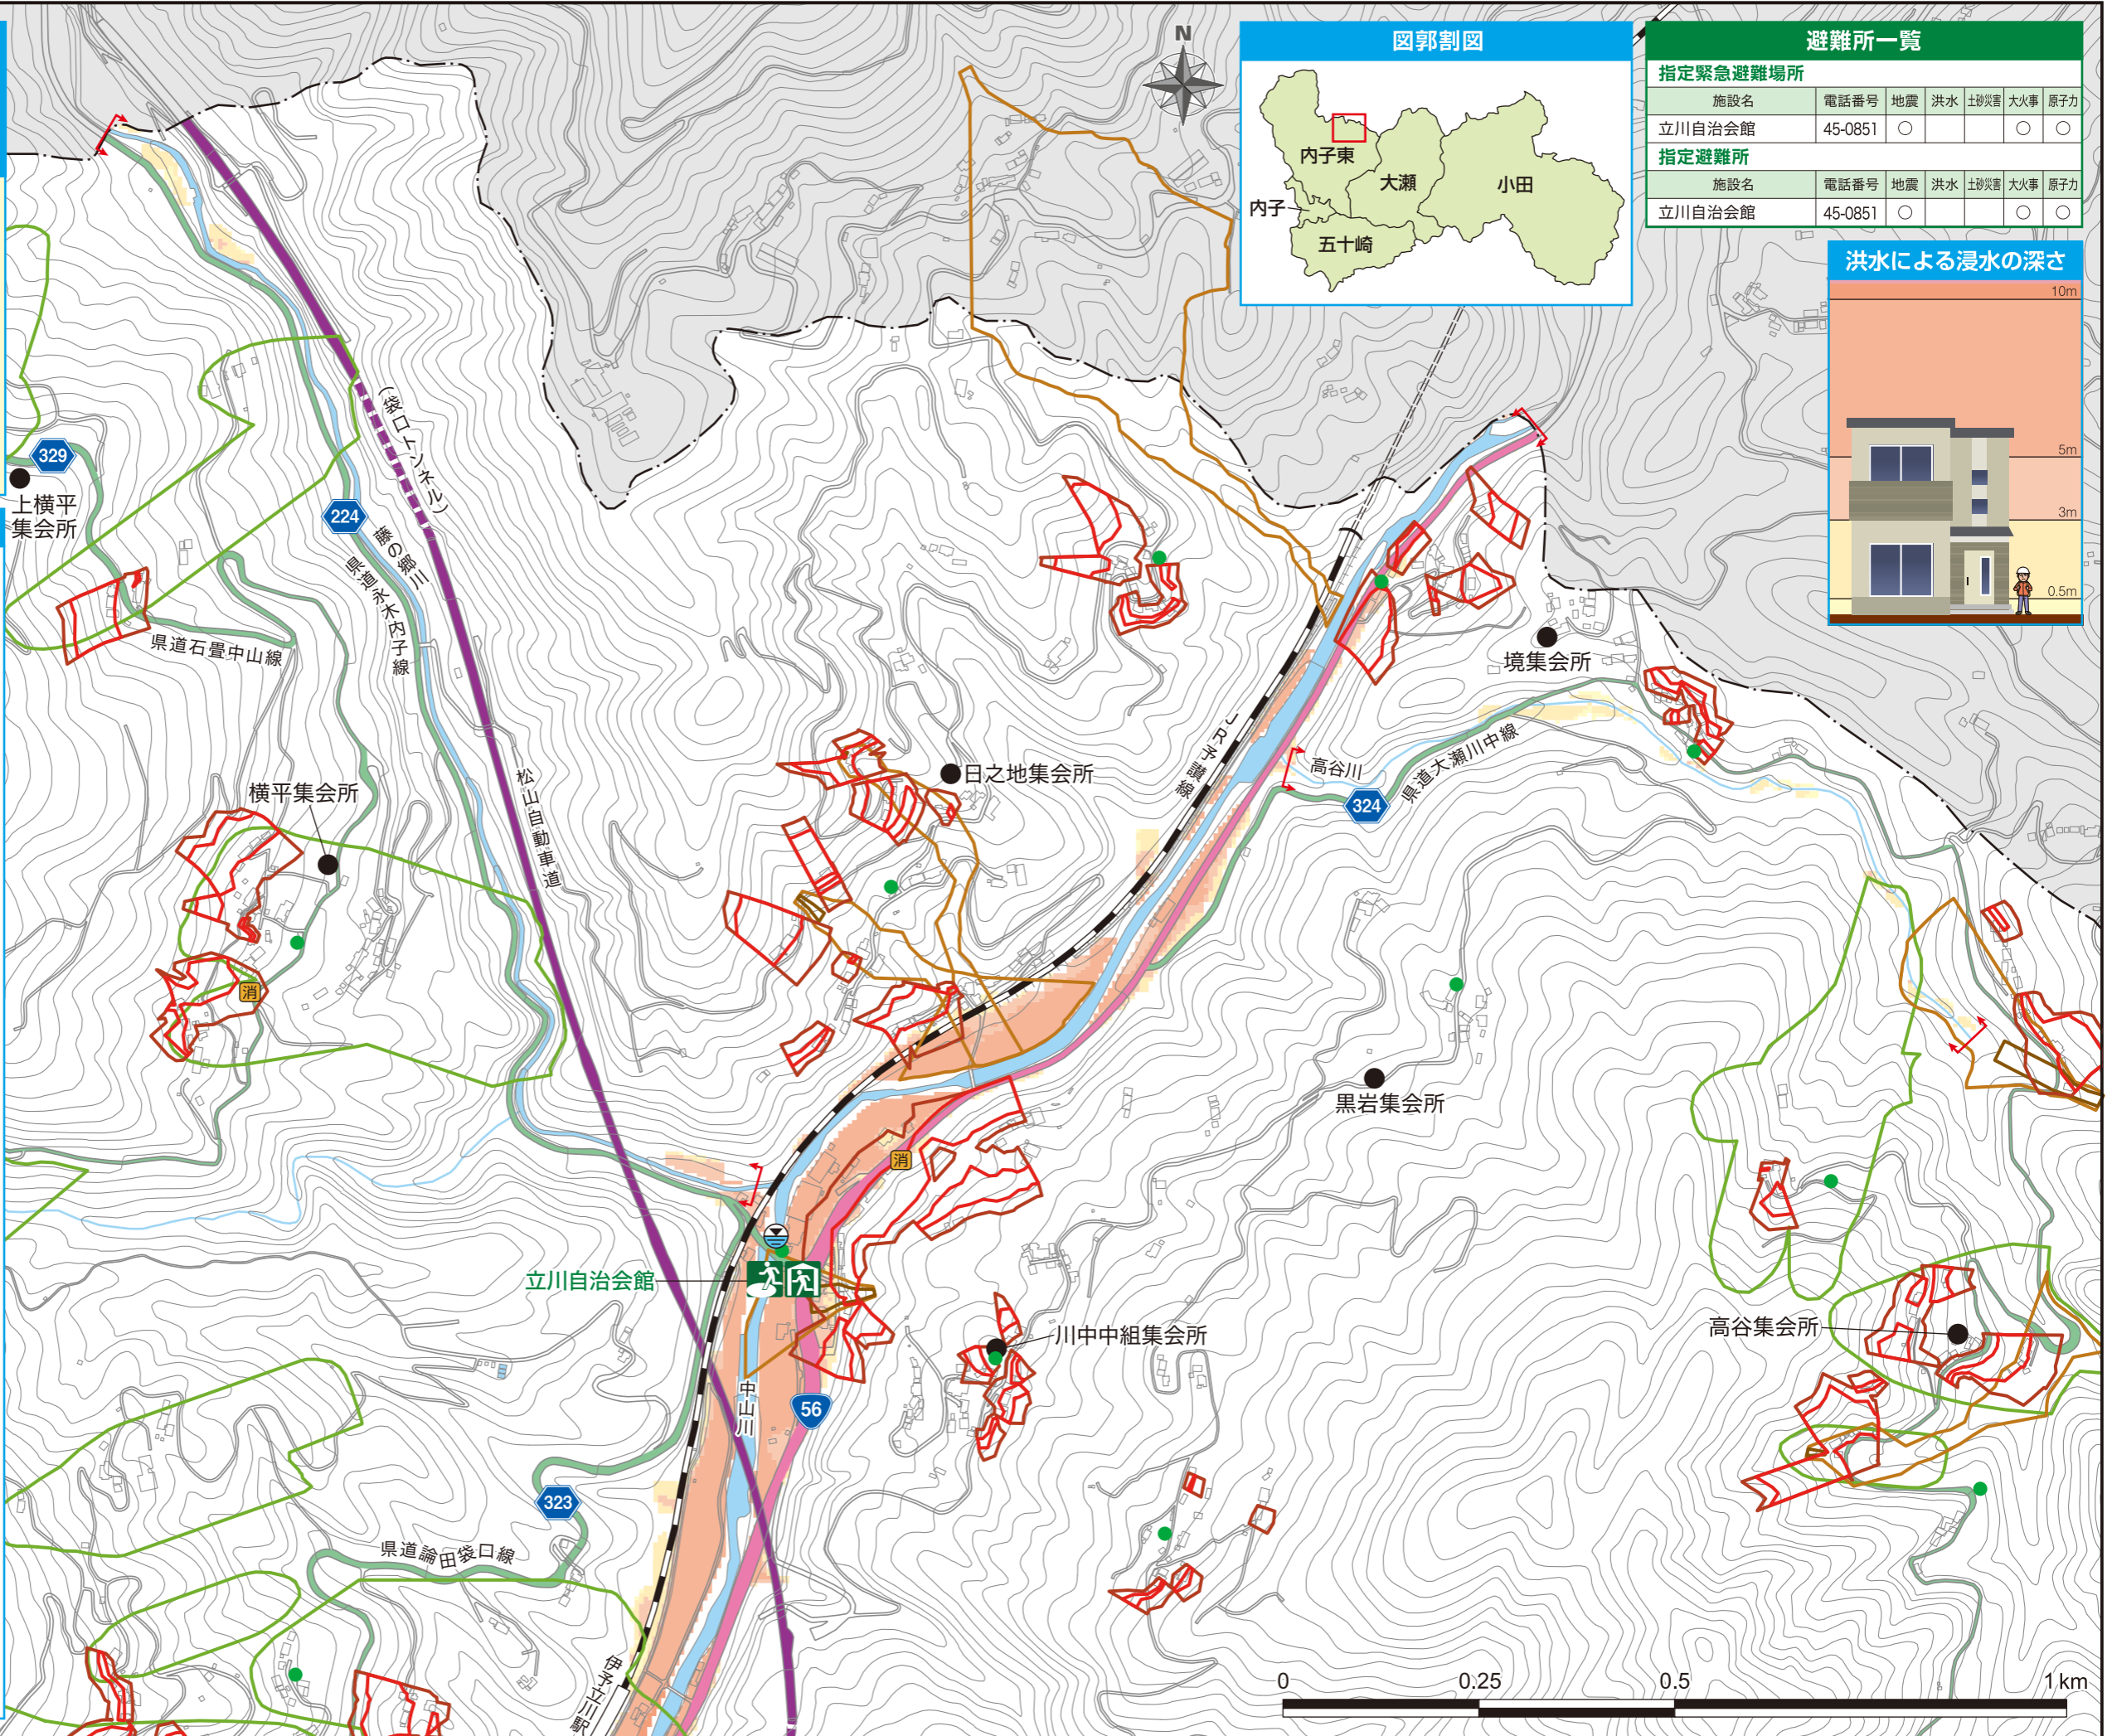 N
図郭割図
内子東
大瀬
小田
内子
五十崎
避難所一覧
指定緊急避難場所
施設名 電話番号 地震 洪水 土砂災害 大火事 原子力
立川自治会館 45-0851 ○ ○ ○
指定避難所
施設名 電話番号 地震 洪水 土砂災害 大火事 原子力
立川自治会館 45-0851 ○ ○ ○
洪水による浸水の深さ
10m
5m
3m
0.5m
(袋口トンネル)
329
上横平
集会所
224
藤の郷川
県道永木内子線
県道石畳中山線
境集会所
JR予讃線
高谷川
県道大瀬川中線
324
日之地集会所
松山自動車道
横平集会所
消
黒岩集会所
消
立川自治会館
川中中組集会所
高谷集会所
中山川
56
323
県道論田袋口線
伊予立川駅
0 0.25 0.5 1km